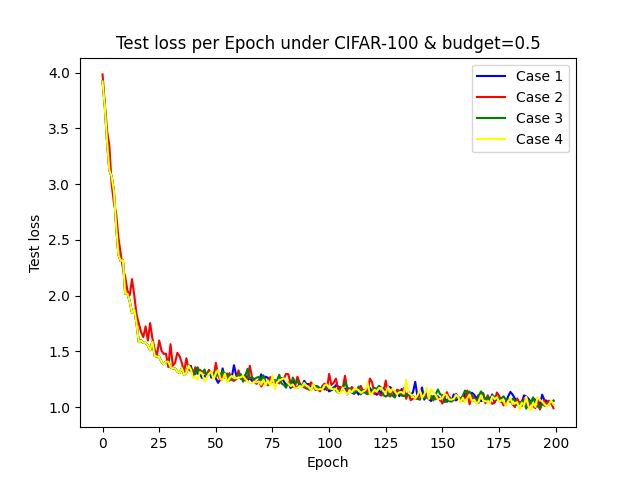 Test loss per Epoch under CIFAR-100 & budget=0.5
Case 1
Case 2
Case 3
Case 4
Test loss
4.0
3.5
3.0
2.5
2.0
1.5
1.0
0 25 50 75 100 125 150 175 200
Epoch